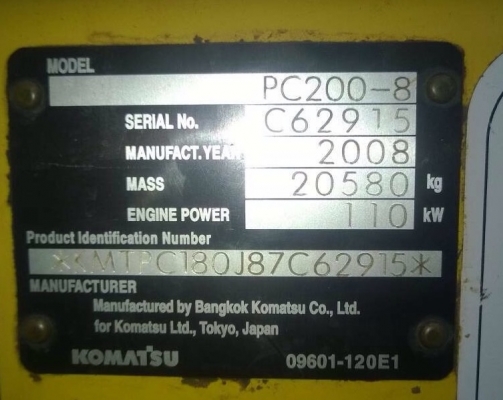 MODEL PC200-8
SERIAL No. C62915
MANUFACT. YEAR 2008
MASS 20580 kg
ENGINE POWER 110 kW
Product Identification Number
*KMTPC180J87C62915*
MANUFACTURER
Manufactured by Bangkok Komatsu Co., Ltd.
for Komatsu Ltd., Tokyo, Japan
KOMATSU 09601-120E1